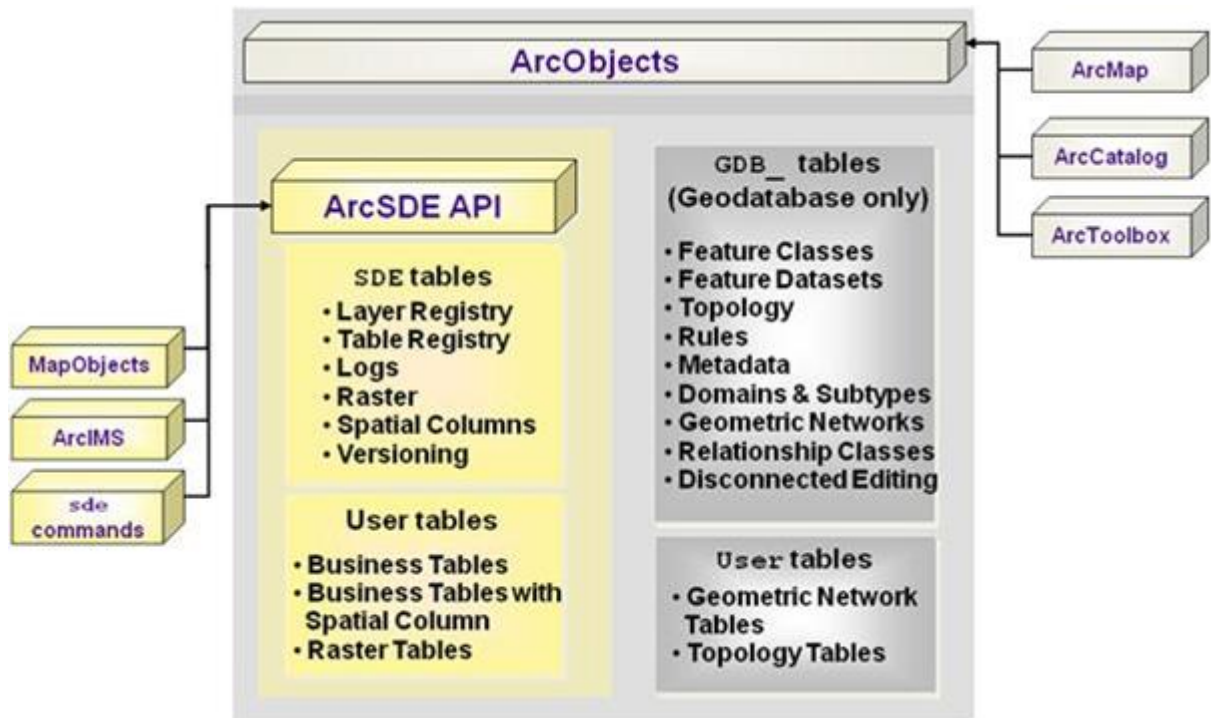 ArcObjects
ArcMap
ArcCatalog
ArcToolbox
MapObjects
ArcIMS
sde
commands
ArcSDE API
SDE tables
• Layer Registry
• Table Registry
• Logs
• Raster
• Spatial Columns
• Versioning
User tables
• Business Tables
• Business Tables with
Spatial Column
• Raster Tables
GDB_ tables
(Geodatabase only)
• Feature Classes
• Feature Datasets
• Topology
• Rules
• Metadata
• Domains & Subtypes
• Geometric Networks
• Relationship Classes
• Disconnected Editing
User tables
• Geometric Network
Tables
• Topology Tables